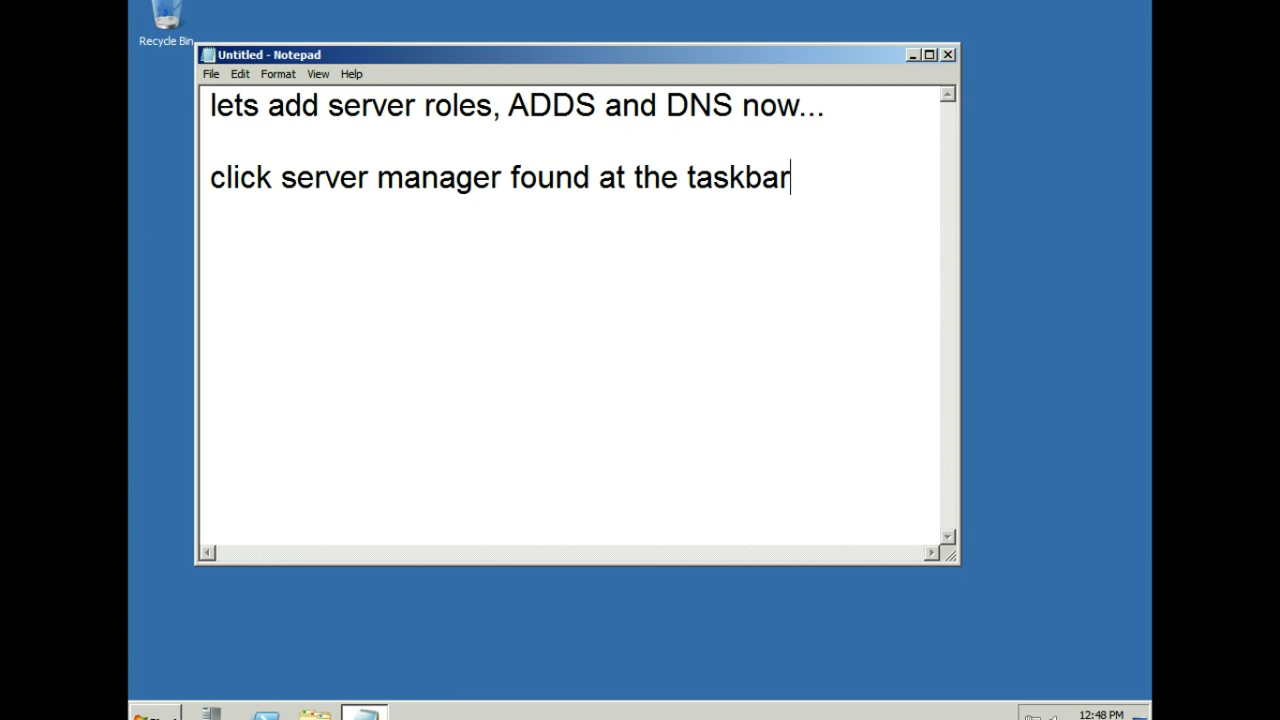 Recycle Bin
Untitled - Notepad
File Edit Format View Help
lets add server roles, ADDS and DNS now...
click server manager found at the taskbar
12:48 PM